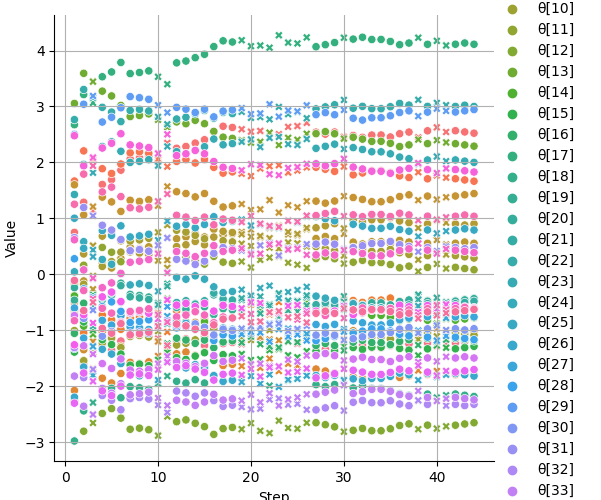 4
3
2
1
0
−1
−2
−3
Value
0
10
20
30
40
Step
θ[10]
θ[11]
θ[12]
θ[13]
θ[14]
θ[15]
θ[16]
θ[17]
θ[18]
θ[19]
θ[20]
θ[21]
θ[22]
θ[23]
θ[24]
θ[25]
θ[26]
θ[27]
θ[28]
θ[29]
θ[30]
θ[31]
θ[32]
θ[33]